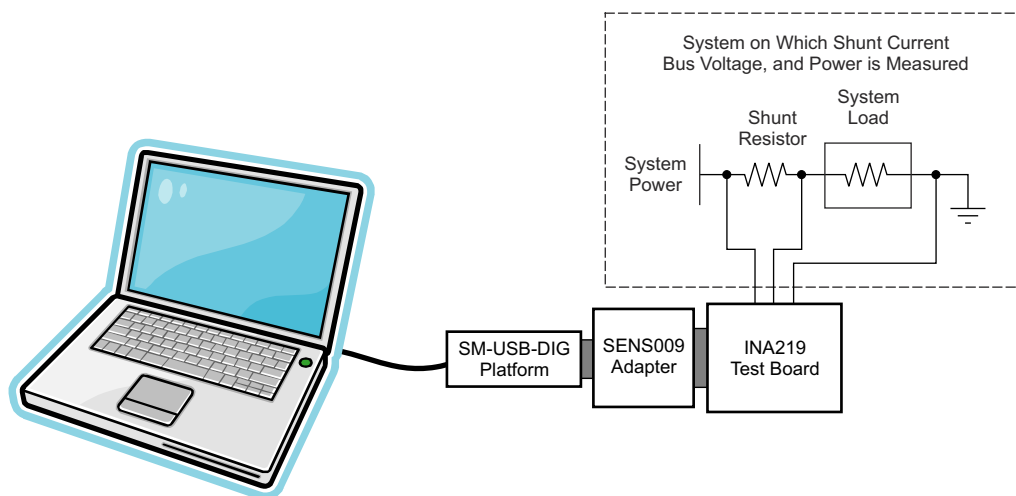 System on Which Shunt Current
Bus Voltage, and Power is Measured
System
Load
Shunt
Resistor
System
Power
SM-USB-DIG
Platform
SENS009
Adapter
INA219
Test Board